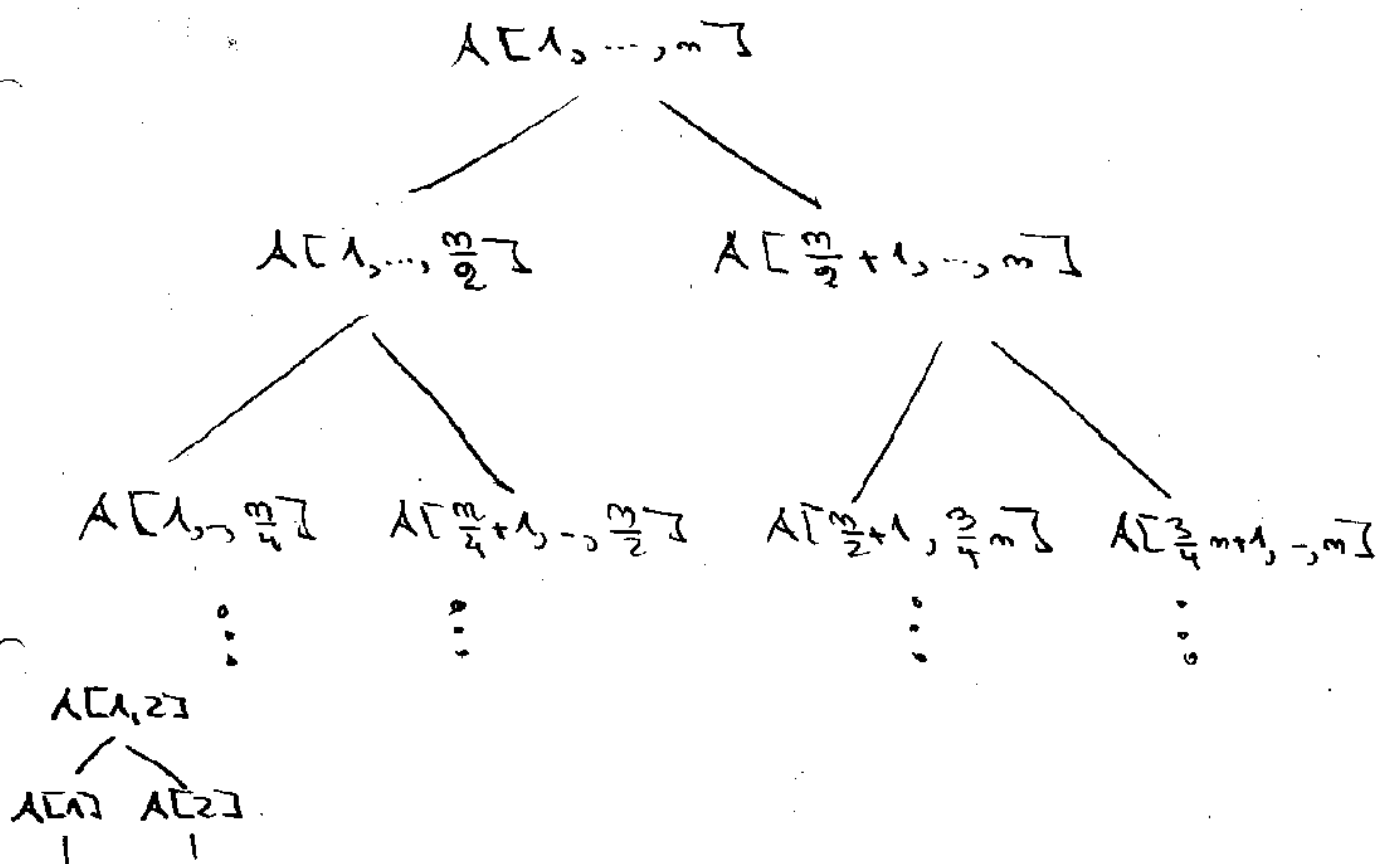 A[1, ..., n]
A[1, ..., n/2] A[n/2 + 1, ..., n]
A[1, -, n/4] A[n/4 + 1, -, n/2] A[n/2 + 1, 3/4 n] A[3/4 n + 1, -, n]
A[1, 2]
A[1] A[2]